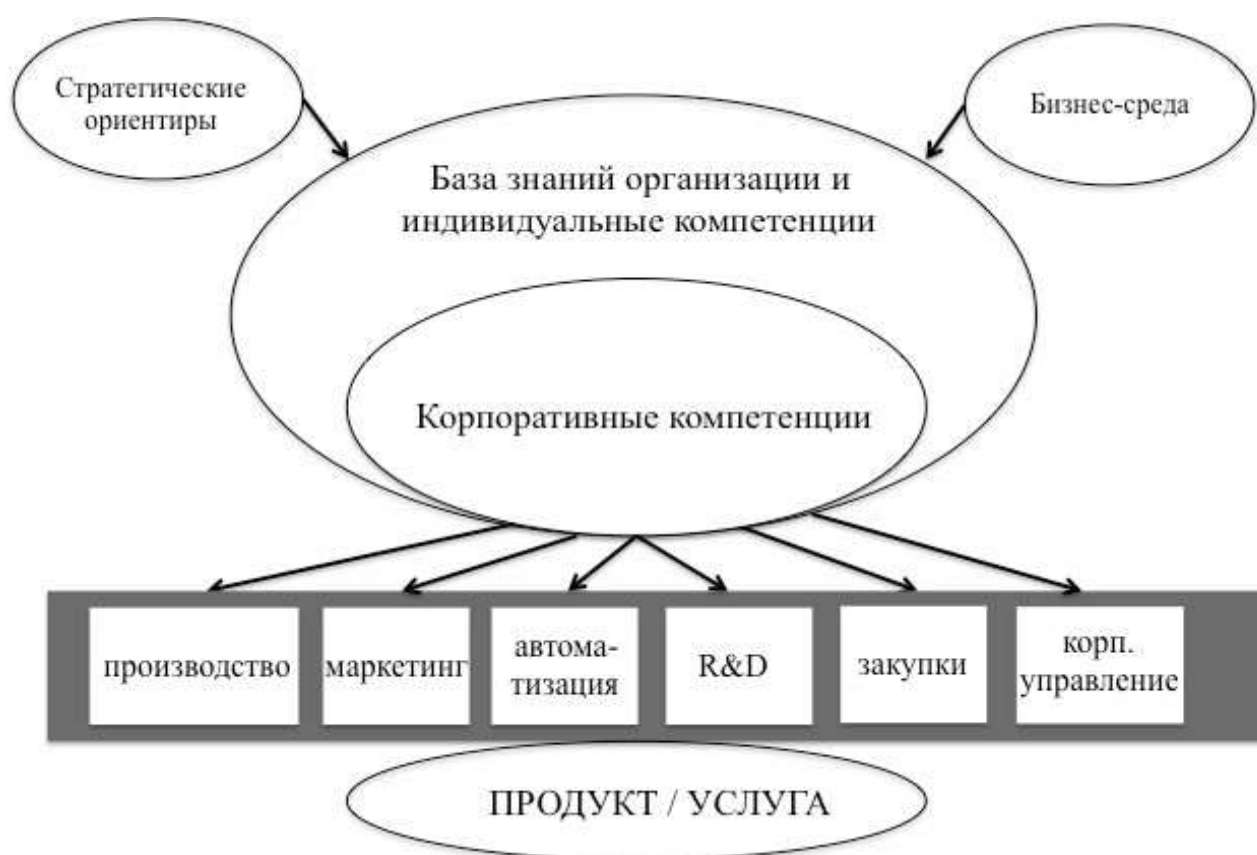 Стратегические
ориентиры
Бизнес-среда
База знаний организации и
индивидуальные компетенции
Корпоративные компетенции
производство
маркетинг
автома-
тизация
R&D
закупки
корп.
управление
ПРОДУКТ / УСЛУГА